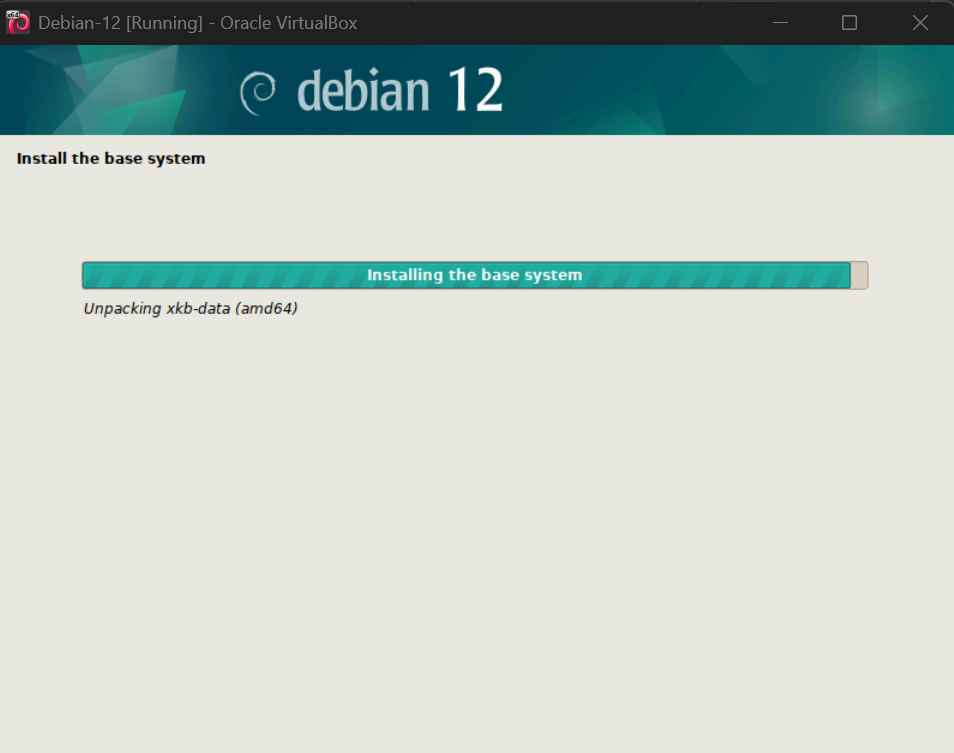 x64
Debian-12 [Running] - Oracle VirtualBox
debian 12
Install the base system
Installing the base system
Unpacking xkb-data (amd64)